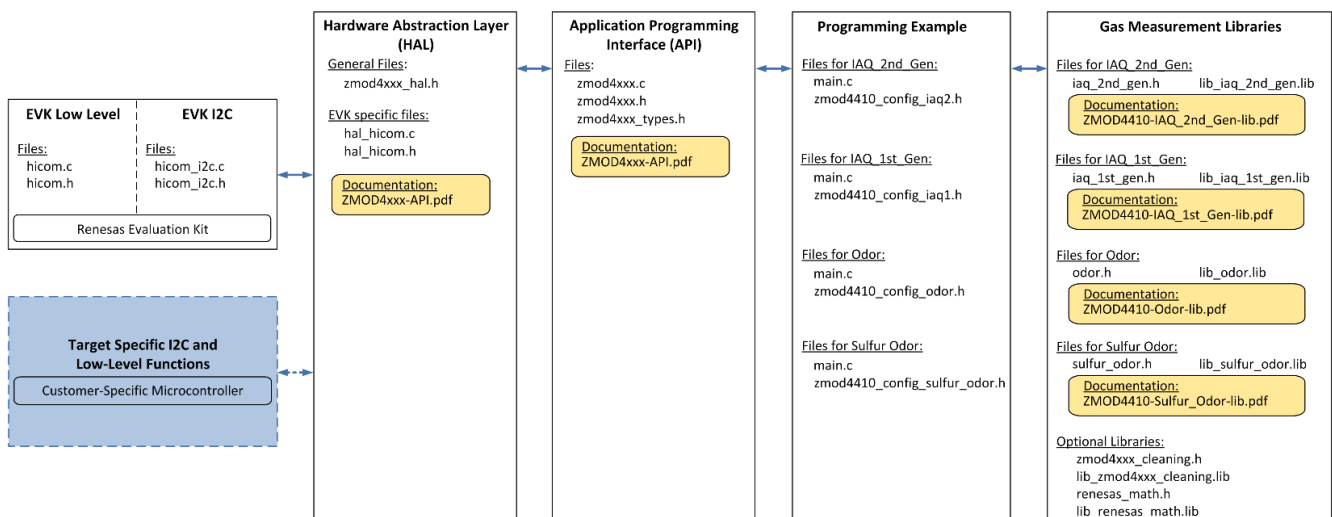 EVK Low Level
Files:
hicom.c
hicom.h
EVK I2C
Files:
hicom_i2c.c
hicom_i2c.h
Renesas Evaluation Kit
Target Specific I2C and
Low-Level Functions
Customer-Specific Microcontroller
Hardware Abstraction Layer
(HAL)
General Files:
zmod4xxx_hal.h
EVK specific files:
hal_hicom.c
hal_hicom.h
Documentation:
ZMOD4xxx-API.pdf
Application Programming
Interface (API)
Files:
zmod4xxx.c
zmod4xxx.h
zmod4xxx_types.h
Documentation:
ZMOD4xxx-API.pdf
Programming Example
Files for IAQ_2nd_Gen:
main.c
zmod4410_config_iaq2.h
Files for IAQ_1st_Gen:
main.c
zmod4410_config_iaq1.h
Files for Odor:
main.c
zmod4410_config_odor.h
Files for Sulfur Odor:
main.c
zmod4410_config_sulfur_odor.h
Gas Measurement Libraries
Files for IAQ_2nd_Gen:
iaq_2nd_gen.h lib_iaq_2nd_gen.lib
Documentation:
ZMOD4410-IAQ_2nd_Gen-lib.pdf
Files for IAQ_1st_Gen:
iaq_1st_gen.h lib_iaq_1st_gen.lib
Documentation:
ZMOD4410-IAQ_1st_Gen-lib.pdf
Files for Odor:
odor.h lib_odor.lib
Documentation:
ZMOD4410-Odor-lib.pdf
Files for Sulfur Odor:
sulfur_odor.h lib_sulfur_odor.lib
Documentation:
ZMOD4410-Sulfur_Odor-lib.pdf
Optional Libraries:
zmod4xxx_cleaning.h
lib_zmod4xxx_cleaning.lib
renesas_math.h
lib_renesas_math.lib